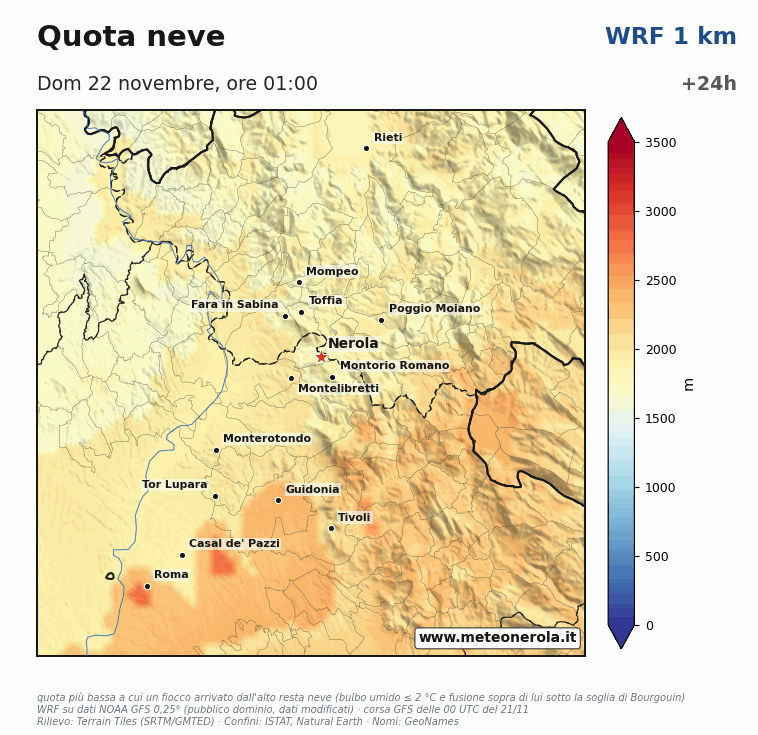 Quota neve
WRF 1 km
Dom 22 novembre, ore 01:00
+24h
Rieti
Mompeo
Toffia
Fara in Sabina
Poggio Moiano
Nerola
Montorio Romano
Montelibretti
Monterotondo
Tor Lupara
Guidonia
Tivoli
Casal de' Pazzi
Roma
www.meteonerola.it
3500
3000
2500
2000
1500
1000
500
0
m
quota più bassa a cui un fiocco arrivato dall'alto resta neve (bulbo umido ≤ 2 °C e fusione sopra di lui sotto la soglia di Bourgouin)
WRF su dati NOAA GFS 0,25° (pubblico dominio, dati modificati) · corsa GFS delle 00 UTC del 21/11
Rilievo: Terrain Tiles (SRTM/GMTED) · Confini: ISTAT, Natural Earth · Nomi: GeoNames